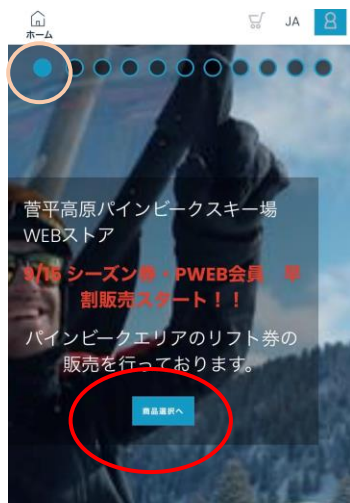 ホーム
JA
菅平高原パインビークスキー場
WEBストア
9/15 シーズン券・PWEB会員 早
割販売スタート！！
パインビークエリアのリフト券の
販売を行っております。
商品選択へ